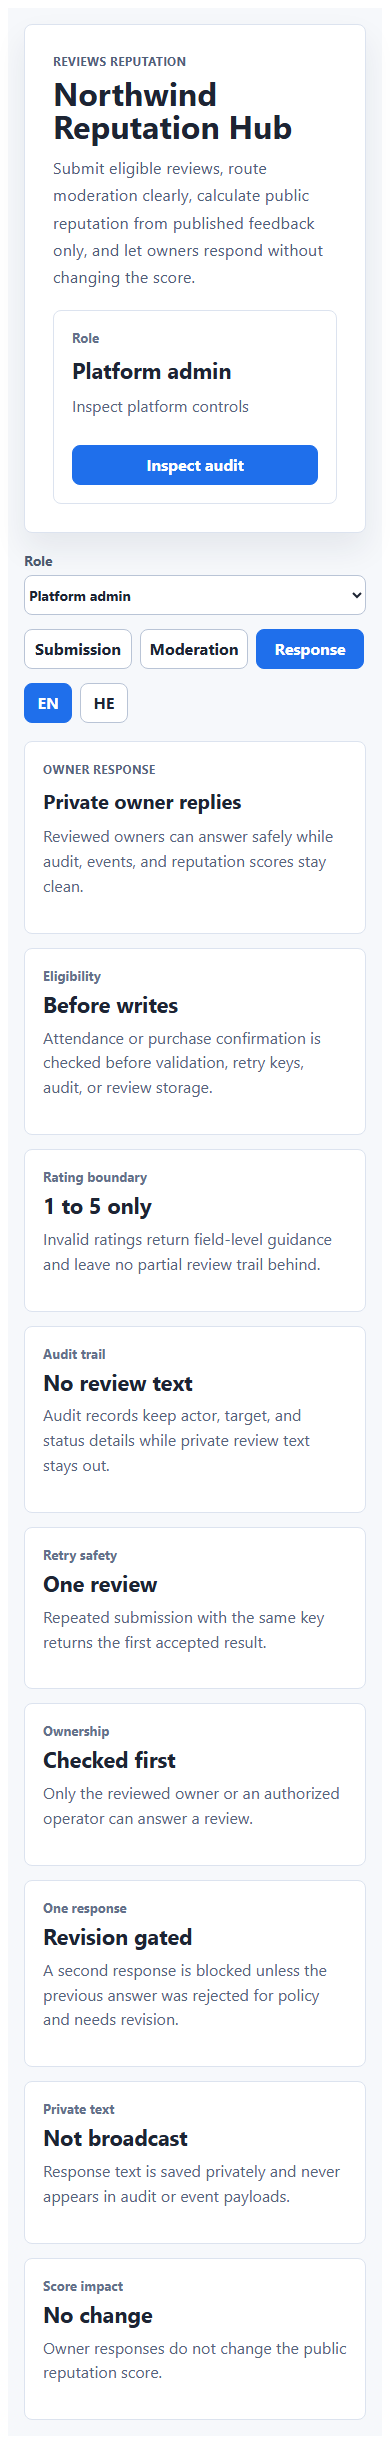 REVIEWS REPUTATION
Northwind
Reputation Hub
Submit eligible reviews, route
moderation clearly, calculate public
reputation from published feedback
only, and let owners respond without
changing the score.
Role
Platform admin
Inspect platform controls
Inspect audit
Role
Platform admin
Submission Moderation Response
EN HE
OWNER RESPONSE
Private owner replies
Reviewed owners can answer safely while
audit, events, and reputation scores stay
clean.
Eligibility
Before writes
Attendance or purchase confirmation is
checked before validation, retry keys,
audit, or review storage.
Rating boundary
1 to 5 only
Invalid ratings return field-level guidance
and leave no partial review trail behind.
Audit trail
No review text
Audit records keep actor, target, and
status details while private review text
stays out.
Retry safety
One review
Repeated submission with the same key
returns the first accepted result.
Ownership
Checked first
Only the reviewed owner or an authorized
operator can answer a review.
One response
Revision gated
A second response is blocked unless the
previous answer was rejected for policy
and needs revision.
Private text
Not broadcast
Response text is saved privately and never
appears in audit or event payloads.
Score impact
No change
Owner responses do not change the public
reputation score.